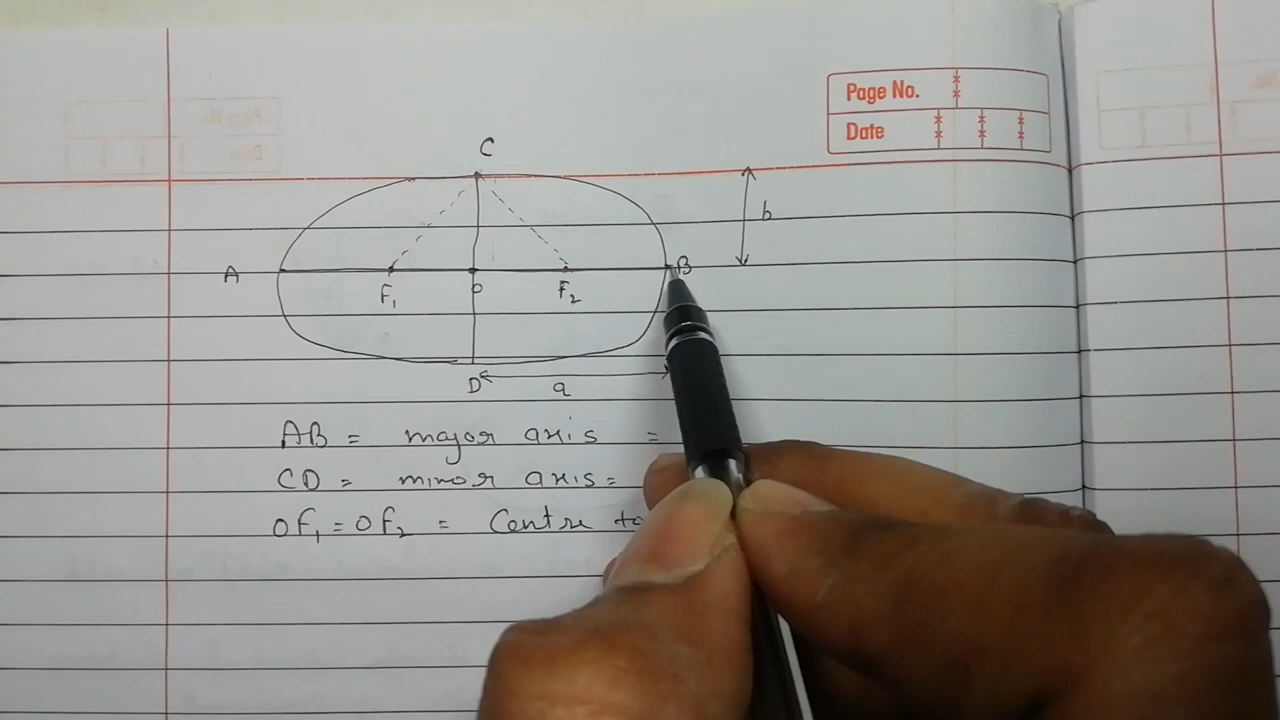 Page No.
Date
C
b
A
B
F₁
O
F₂
D
a
AB = major axis =
CD = minor axis =
OF₁ = OF₂ = Centre to